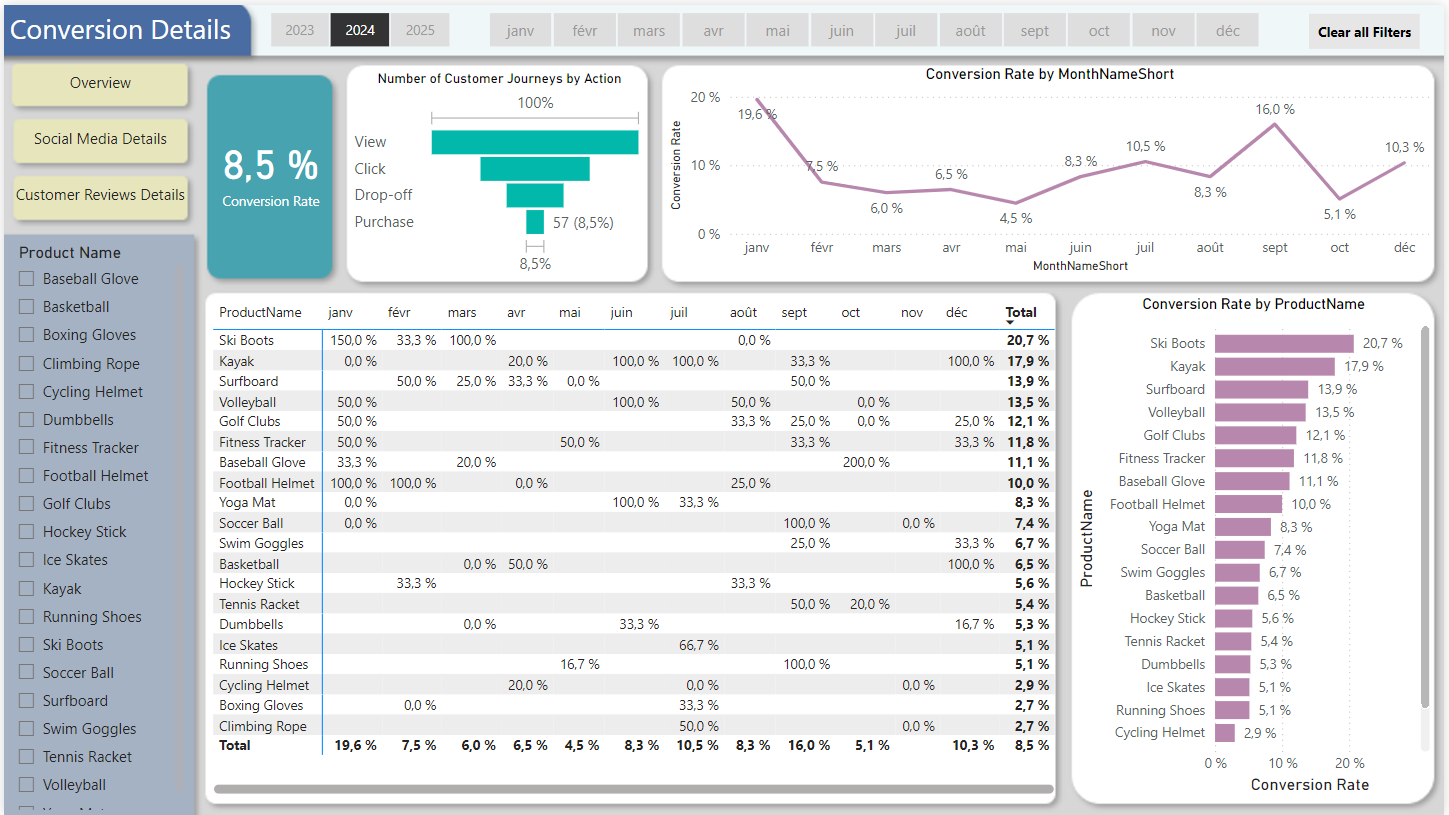 Conversion Details
2023 2024 2025
janv févr mars avr mai juin juil août sept oct nov déc
Clear all Filters
Overview
Social Media Details
Customer Reviews Details
Product Name
Baseball Glove
Basketball
Boxing Gloves
Climbing Rope
Cycling Helmet
Dumbbells
Fitness Tracker
Football Helmet
Golf Clubs
Hockey Stick
Ice Skates
Kayak
Running Shoes
Ski Boots
Soccer Ball
Surfboard
Swim Goggles
Tennis Racket
Volleyball
8,5 %
Conversion Rate
Number of Customer Journeys by Action
100%
View
Click
Drop-off
Purchase 57 (8,5%)
8,5%
Conversion Rate by MonthNameShort
Conversion Rate
20 %
10 %
0 %
19,6 % 7,5 % 6,0 % 6,5 % 4,5 % 8,3 % 10,5 % 8,3 % 16,0 % 5,1 % 10,3 %
janv févr mars avr mai juin juil août sept oct déc
MonthNameShort
ProductName janv févr mars avr mai juin juil août sept oct nov déc Total
Ski Boots 150,0 % 33,3 % 100,0 % 0,0 % 20,7 %
Kayak 0,0 % 20,0 % 100,0 % 100,0 % 33,3 % 100,0 % 17,9 %
Surfboard 50,0 % 25,0 % 33,3 % 0,0 % 50,0 % 13,9 %
Volleyball 50,0 % 100,0 % 50,0 % 0,0 % 13,5 %
Golf Clubs 50,0 % 33,3 % 25,0 % 0,0 % 25,0 % 12,1 %
Fitness Tracker 50,0 % 50,0 % 33,3 % 33,3 % 11,8 %
Baseball Glove 33,3 % 20,0 % 200,0 % 11,1 %
Football Helmet 100,0 % 100,0 % 0,0 % 25,0 % 10,0 %
Yoga Mat 0,0 % 100,0 % 33,3 % 8,3 %
Soccer Ball 0,0 % 100,0 % 0,0 % 7,4 %
Swim Goggles 25,0 % 33,3 % 6,7 %
Basketball 0,0 % 50,0 % 100,0 % 6,5 %
Hockey Stick 33,3 % 33,3 % 5,6 %
Tennis Racket 50,0 % 20,0 % 5,4 %
Dumbbells 0,0 % 33,3 % 16,7 % 5,3 %
Ice Skates 66,7 % 5,1 %
Running Shoes 16,7 % 100,0 % 5,1 %
Cycling Helmet 20,0 % 0,0 % 0,0 % 2,9 %
Boxing Gloves 0,0 % 33,3 % 2,7 %
Climbing Rope 50,0 % 0,0 % 2,7 %
Total 19,6 % 7,5 % 6,0 % 6,5 % 4,5 % 8,3 % 10,5 % 8,3 % 16,0 % 5,1 % 10,3 % 8,5 %
Conversion Rate by ProductName
ProductName
Ski Boots 20,7 %
Kayak 17,9 %
Surfboard 13,9 %
Volleyball 13,5 %
Golf Clubs 12,1 %
Fitness Tracker 11,8 %
Baseball Glove 11,1 %
Football Helmet 10,0 %
Yoga Mat 8,3 %
Soccer Ball 7,4 %
Swim Goggles 6,7 %
Basketball 6,5 %
Hockey Stick 5,6 %
Tennis Racket 5,4 %
Dumbbells 5,3 %
Ice Skates 5,1 %
Running Shoes 5,1 %
Cycling Helmet 2,9 %
0 % 10 % 20 %
Conversion Rate